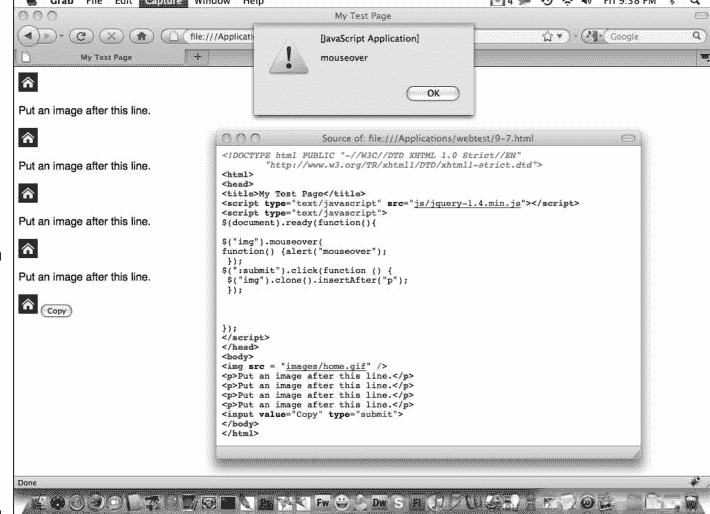 Grab File Edit Capture Window Help
Fri 9:38 PM
My Test Page
file:///Applicati
Google
My Test Page
[JavaScript Application]
mouseover
OK
Put an image after this line.
Put an image after this line.
Put an image after this line.
Put an image after this line.
Copy
Source of: file:///Applications/webtest/9-7.html
<!DOCTYPE html PUBLIC "-//W3C//DTD XHTML 1.0 Strict//EN"
"http://www.w3.org/TR/xhtml1/DTD/xhtml1-strict.dtd">
<html>
<head>
<title>My Test Page</title>
<script type="text/javascript" src="js/jquery-1.4.min.js"></script>
<script type="text/javascript">
$(document).ready(function(){
$("img").mouseover(
function() {alert("mouseover");
});
$(":submit").click(function () {
$("img").clone().insertAfter("p");
});
});
</script>
</head>
<body>
<img src = "images/home.gif" />
<p>Put an image after this line.</p>
<p>Put an image after this line.</p>
<p>Put an image after this line.</p>
<p>Put an image after this line.</p>
<input value="Copy" type="submit">
</body>
</html>
Done
Fw
Dw
S
Fl